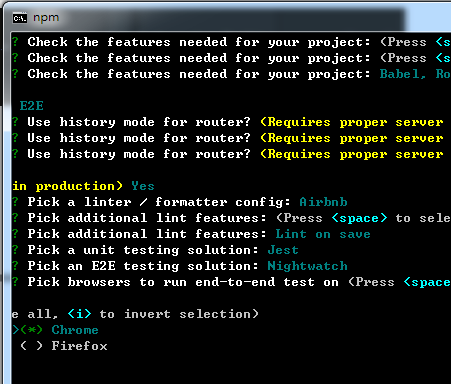 npm
? Check the features needed for your project: (Press <s
? Check the features needed for your project: (Press <s
? Check the features needed for your project: Babel, Ro
E2E
? Use history mode for router? (Requires proper server
? Use history mode for router? (Requires proper server
? Use history mode for router? (Requires proper server
in production) Yes
? Pick a linter / formatter config: Airbnb
? Pick additional lint features: (Press <space> to sele
? Pick additional lint features: Lint on save
? Pick a unit testing solution: Jest
? Pick an E2E testing solution: Nightwatch
? Pick browsers to run end-to-end test on (Press <space
e all, <i> to invert selection)
>(*) Chrome
( ) Firefox